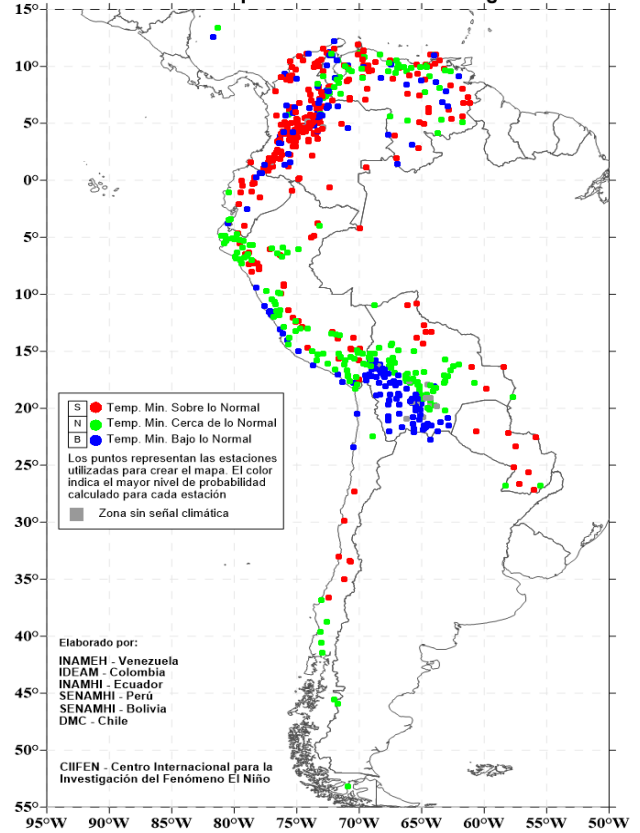 15°
10°
5°
0°
5°
10°
15°
20°
25°
30°
35°
40°
45°
50°
55°
S Temp. Min. Sobre lo Normal
N Temp. Min. Cerca de lo Normal
B Temp. Min. Bajo lo Normal
Los puntos representan las estaciones
utilizadas para crear el mapa. El color
indica el mayor nivel de probabilidad
calculado para cada estación
Zona sin señal climática
Elaborado por:
INAMEH - Venezuela
IDEAM - Colombia
INAMHI - Ecuador
SENAMHI - Perú
SENAMHI - Bolivia
DMC - Chile
CIIFEN - Centro Internacional para la
Investigación del Fenómeno El Niño
95°W 90°W 85°W 80°W 75°W 70°W 65°W 60°W 55°W 50°W